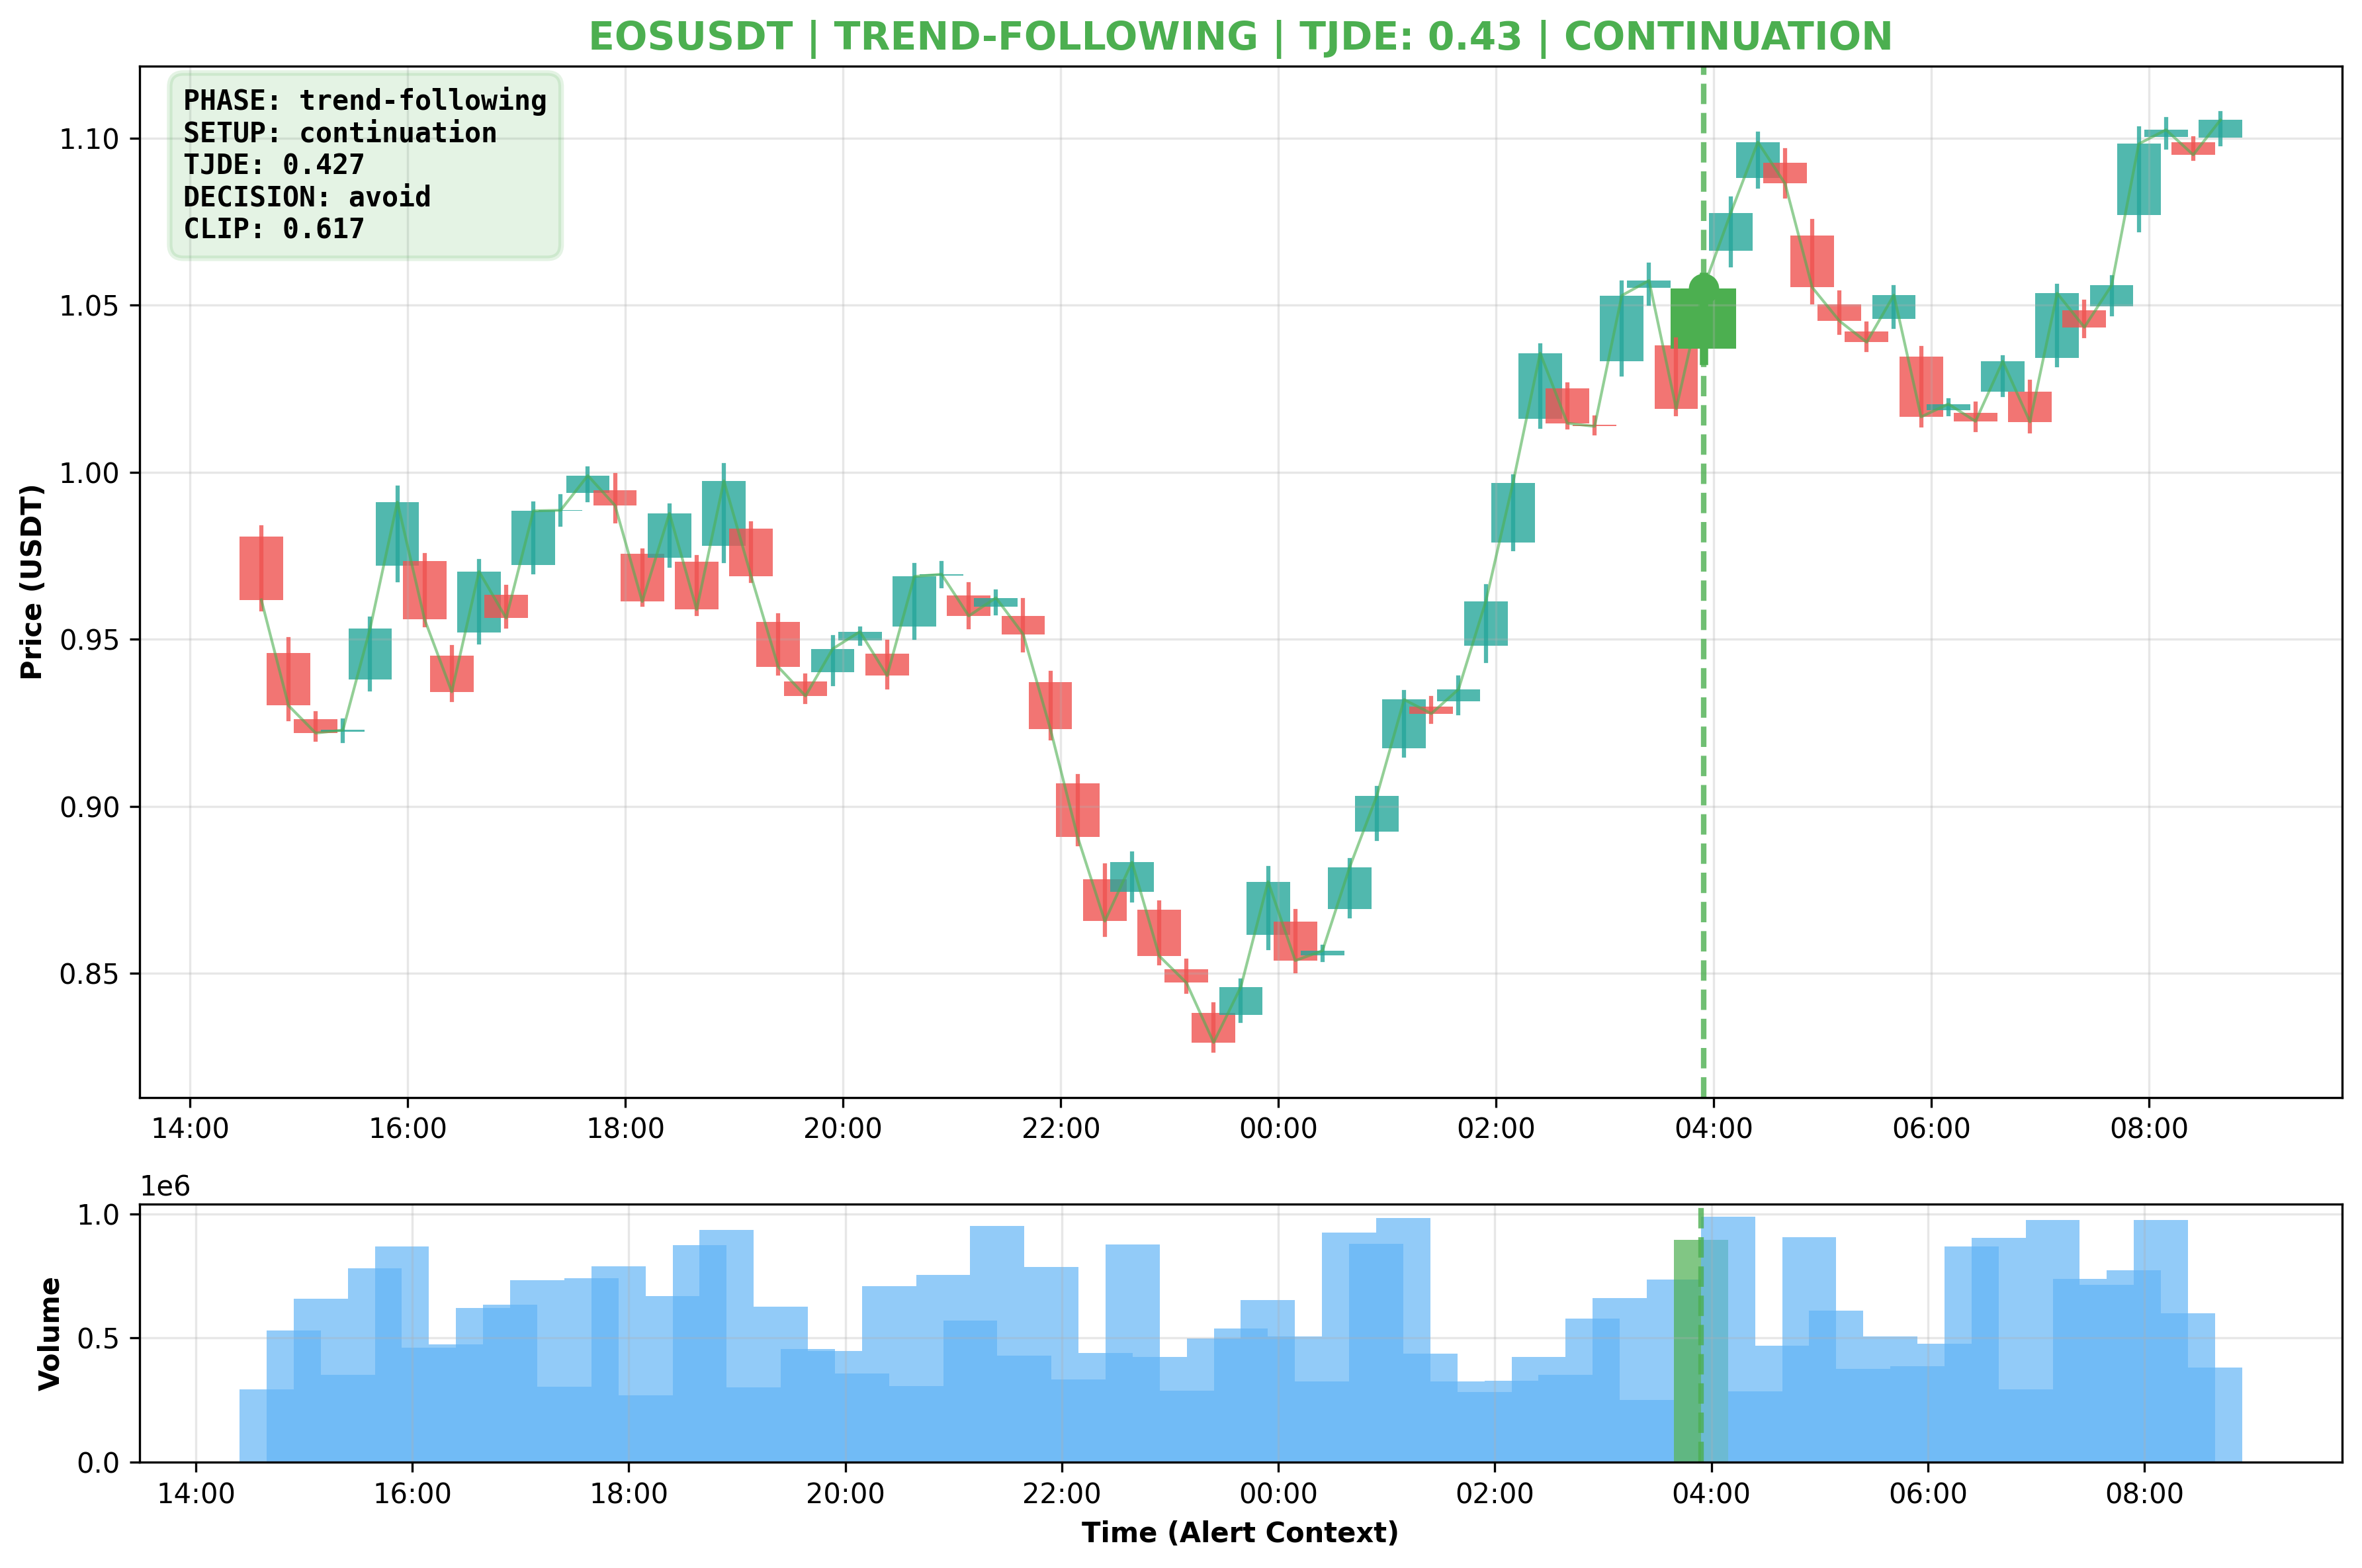 EOSUSDT | TREND-FOLLOWING | TJDE: 0.43 | CONTINUATION
PHASE: trend-following
SETUP: continuation
TJDE: 0.427
DECISION: avoid
CLIP: 0.617
Price (USDT)
1.10
1.05
1.00
0.95
0.90
0.85
14:00 16:00 18:00 20:00 22:00 00:00 02:00 04:00 06:00 08:00
1e6
Volume
1.0
0.5
0.0
14:00 16:00 18:00 20:00 22:00 00:00 02:00 04:00 06:00 08:00
Time (Alert Context)